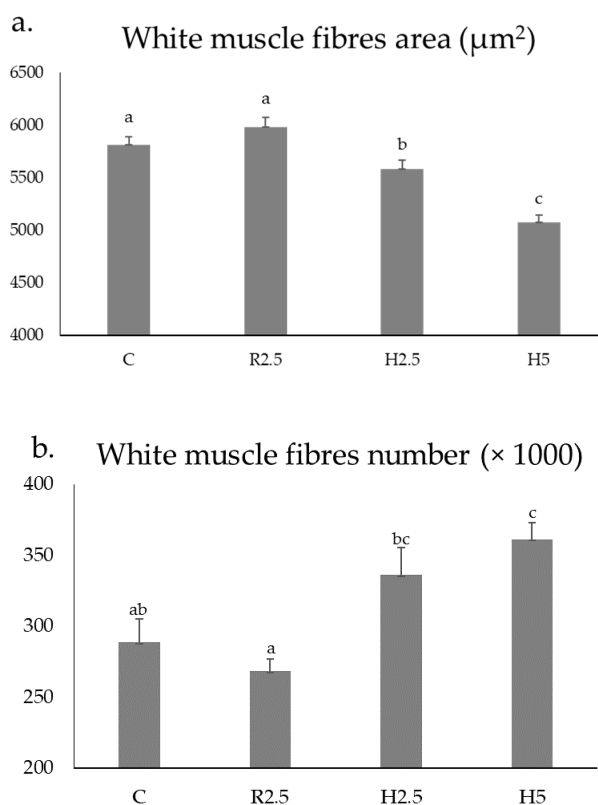 a.
White muscle fibres area (µm²)
6500
6000
5500
5000
4500
4000
a
a
b
c
C R2.5 H2.5 H5
b.
White muscle fibres number (× 1000)
400
350
300
250
200
ab
a
bc
c
C R2.5 H2.5 H5